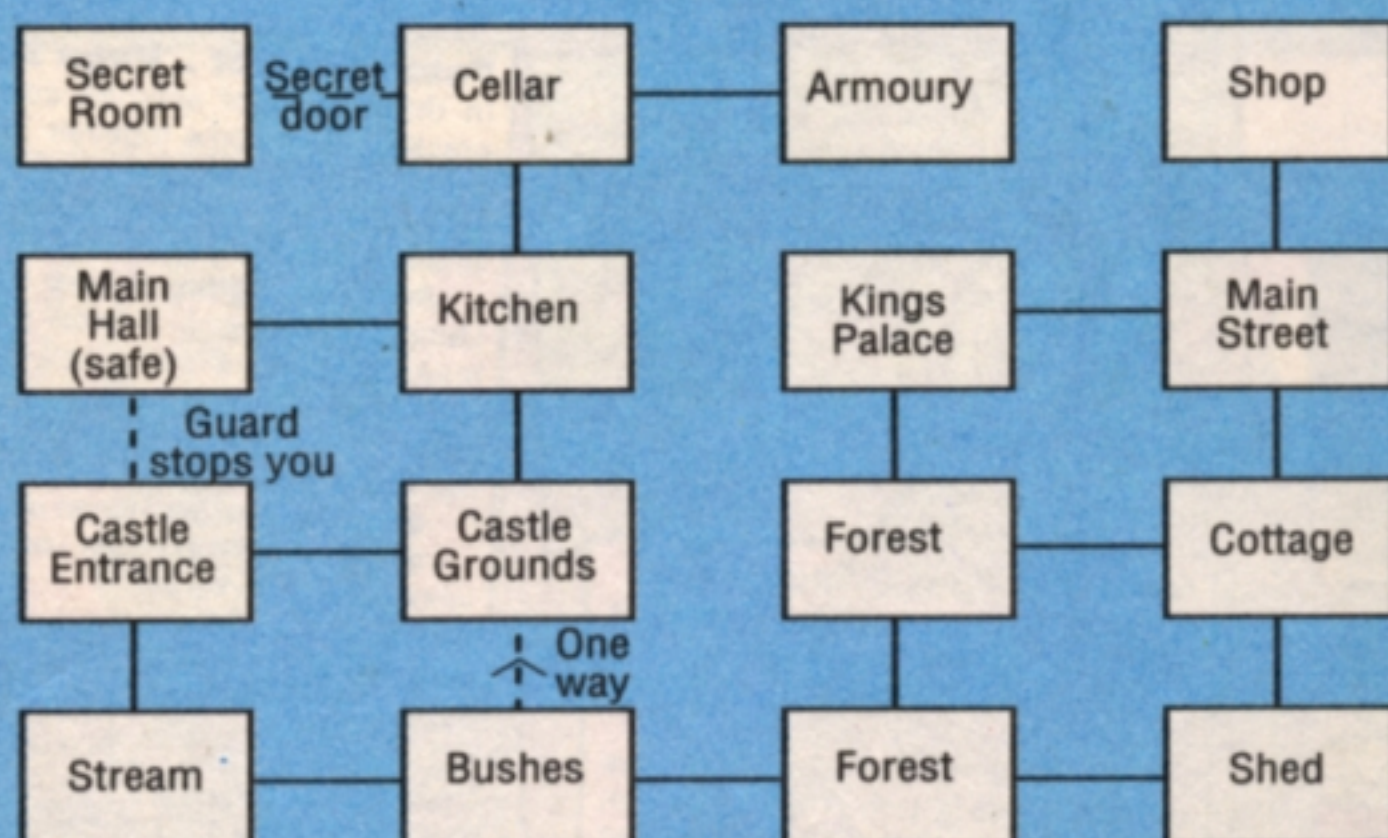 Secret
Room
Secret
door
Cellar
Armoury
Shop
Main
Hall
(safe)
Kitchen
Kings
Palace
Main
Street
Guard
stops you
Castle
Entrance
Castle
Grounds
Forest
Cottage
One
way
Stream
Bushes
Forest
Shed